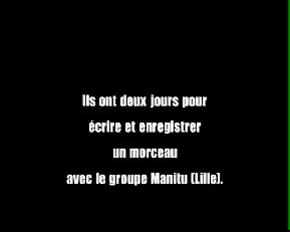 Ils ont deux jours pour
écrire et enregistrer
un morceau
avec le groupe Manitu (Lille).